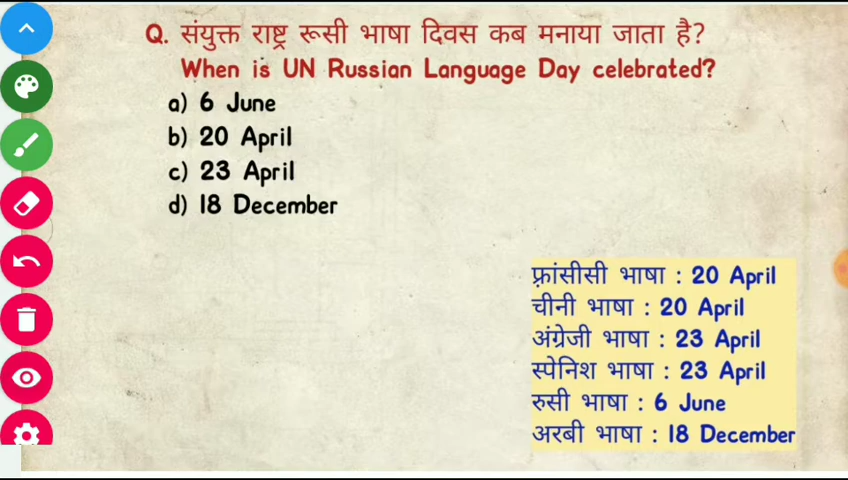 Q. संयुक्त राष्ट्र रूसी भाषा दिवस कब मनाया जाता है?
When is UN Russian Language Day celebrated?
a) 6 June
b) 20 April
c) 23 April
d) 18 December
फ़्रांसीसी भाषा : 20 April
चीनी भाषा : 20 April
अंग्रेजी भाषा : 23 April
स्पेनिश भाषा : 23 April
रुसी भाषा : 6 June
अरबी भाषा : 18 December